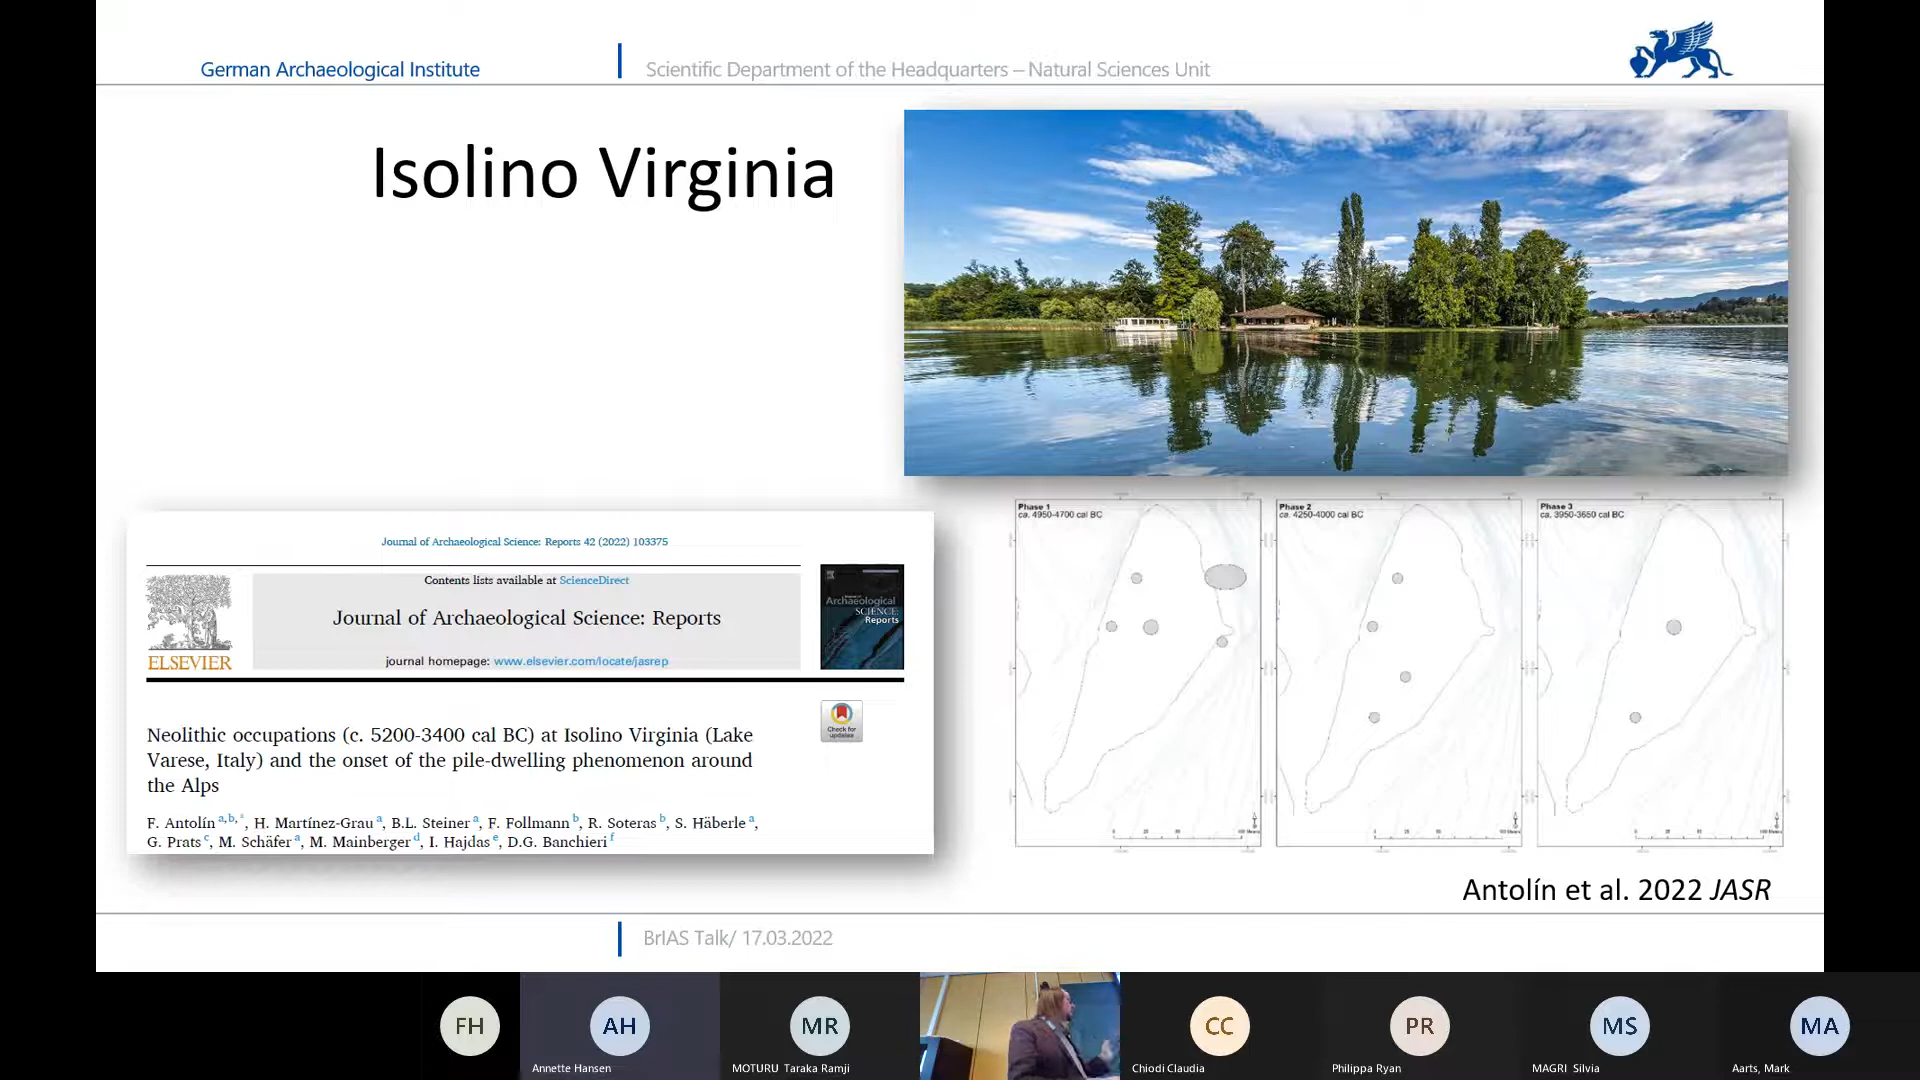 German Archaeological Institute
Scientific Department of the Headquarters – Natural Sciences Unit
Isolino Virginia
Journal of Archaeological Science: Reports 42 (2022) 103375
Contents lists available at ScienceDirect
Journal of Archaeological Science: Reports
journal homepage: www.elsevier.com/locate/jasrep
ELSEVIER
Archaeological
SCIENCE:
Reports
Check for
updates
Neolithic occupations (c. 5200-3400 cal BC) at Isolino Virginia (Lake
Varese, Italy) and the onset of the pile-dwelling phenomenon around
the Alps
F. Antolín a,b,*, H. Martínez-Grau a, B.L. Steiner a, F. Follmann b, R. Soteras b, S. Häberle a,
G. Prats c, M. Schäfer a, M. Mainberger d, I. Hajdas e, D.G. Banchieri f
Phase 1
ca. 4950-4700 cal BC
Phase 2
ca. 4250-4000 cal BC
Phase 3
ca. 3950-3650 cal BC
Antolín et al. 2022 JASR
BrIAS Talk/ 17.03.2022
FH
AH
Annette Hansen
MR
MOTURU Taraka Ramji
CC
Chiodi Claudia
PR
Philippa Ryan
MS
MAGRI Silvia
MA
Aarts, Mark